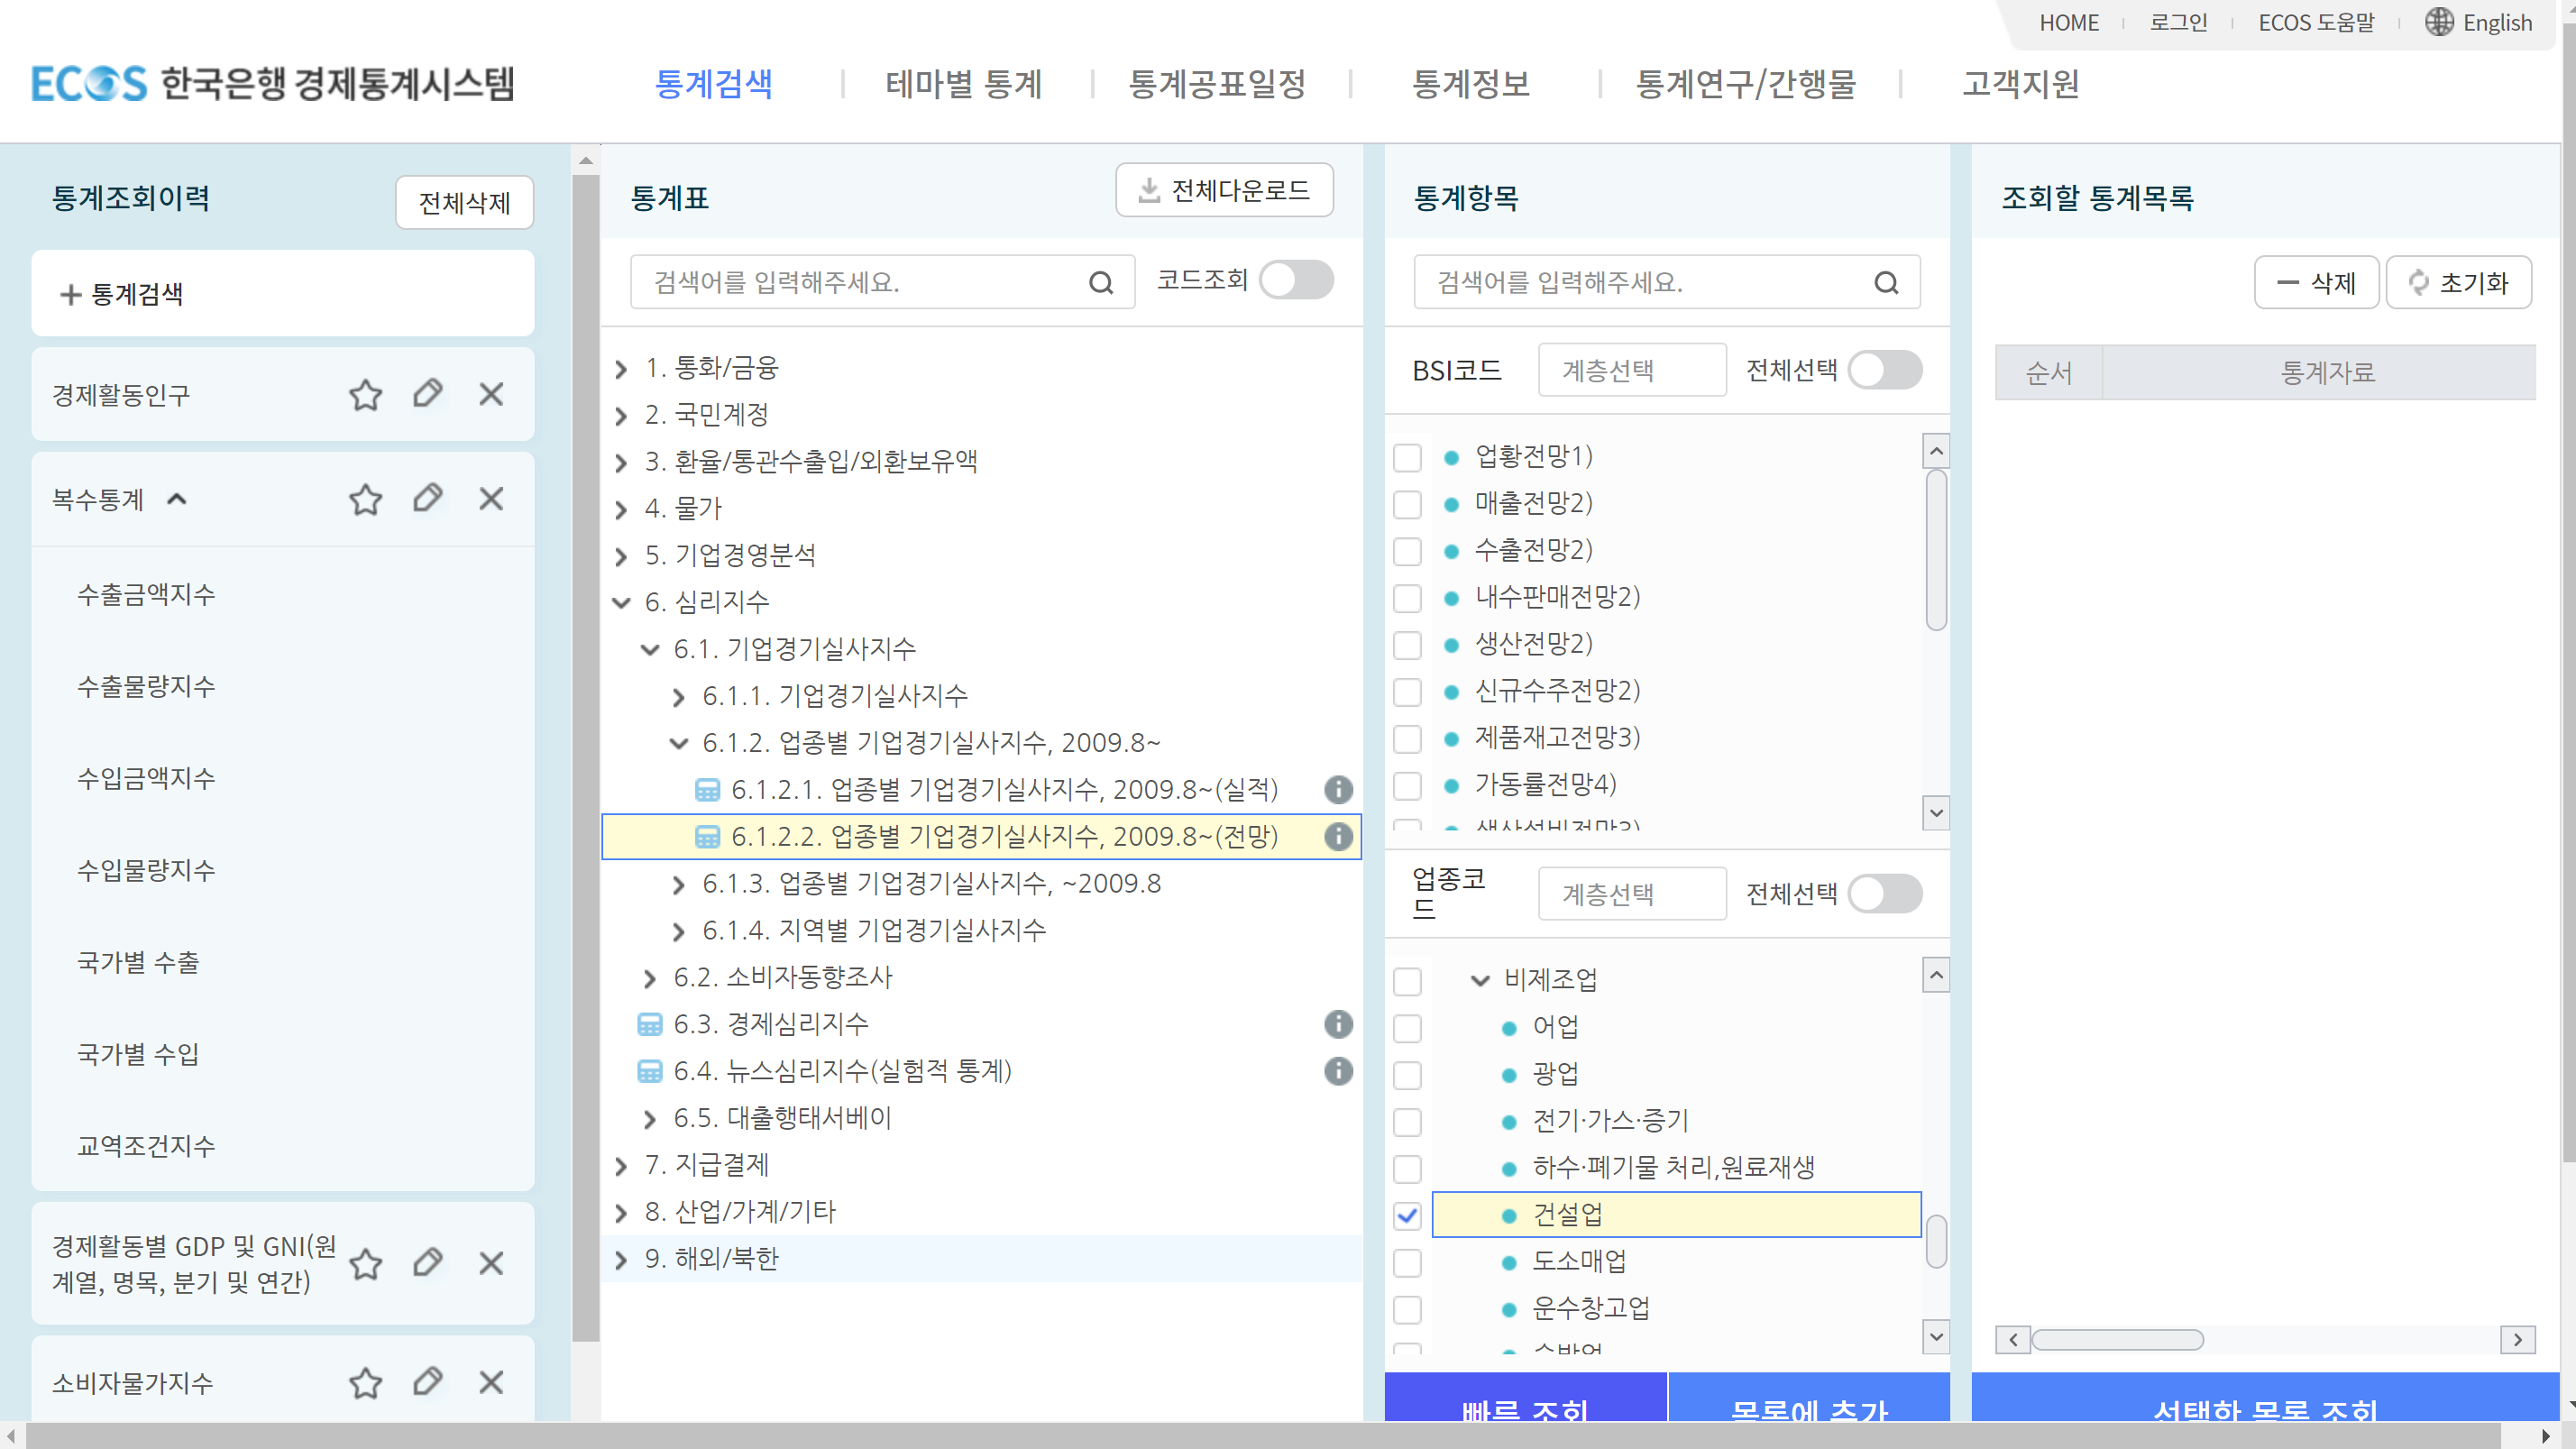 HOME
로그인
ECOS 도움말
English
ECOS 한국은행 경제통계시스템
통계검색
테마별 통계
통계공표일정
통계정보
통계연구/간행물
고객지원
통계조회이력
전체삭제
통계검색
경제활동인구
복수통계
수출금액지수
수출물량지수
수입금액지수
수입물량지수
국가별 수출
국가별 수입
교역조건지수
경제활동별 GDP 및 GNI(원
계열, 명목, 분기 및 연간)
소비자물가지수
통계표
전체다운로드
검색어를 입력해주세요.
코드조회
1. 통화/금융
2. 국민계정
3. 환율/통관수출입/외환보유액
4. 물가
5. 기업경영분석
6. 심리지수
6.1. 기업경기실사지수
6.1.1. 기업경기실사지수
6.1.2. 업종별 기업경기실사지수, 2009.8~
6.1.2.1. 업종별 기업경기실사지수, 2009.8~(실적)
6.1.2.2. 업종별 기업경기실사지수, 2009.8~(전망)
6.1.3. 업종별 기업경기실사지수, ~2009.8
6.1.4. 지역별 기업경기실사지수
6.2. 소비자동향조사
6.3. 경제심리지수
6.4. 뉴스심리지수(실험적 통계)
6.5. 대출행태서베이
7. 지급결제
8. 산업/가계/기타
9. 해외/북한
통계항목
검색어를 입력해주세요.
BSI코드
계층선택
전체선택
업황전망1)
매출전망2)
수출전망2)
내수판매전망2)
생산전망2)
신규수주전망2)
제품재고전망3)
가동률전망4)
생산설비전망3)
업종코
드
계층선택
전체선택
비제조업
어업
광업
전기·가스·증기
하수·폐기물 처리,원료재생
건설업
도소매업
운수창고업
숙박업
빠른 조회
목록에 추가
조회할 통계목록
삭제
초기화
순서
통계자료
선택한 목록 조회